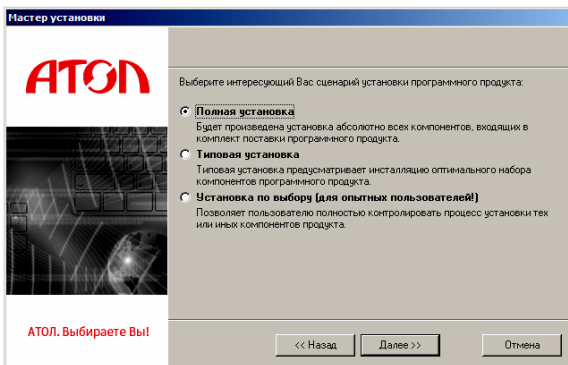 Мастер установки
АТОЛ
Выберите интересующий Вас сценарий установки программного продукта:
Полная установка
Будет произведена установка абсолютно всех компонентов, входящих в
комплект поставки программного продукта.
Типовая установка
Типовая установка предусматривает инсталляцию оптимального набора
компонентов программного продукта.
Установка по выбору (для опытных пользователей!)
Позволяет пользователю полностью контролировать процесс установки тех
или иных компонентов продукта.
АТОЛ. Выбираете Вы!
<< Назад
Далее >>
Отмена